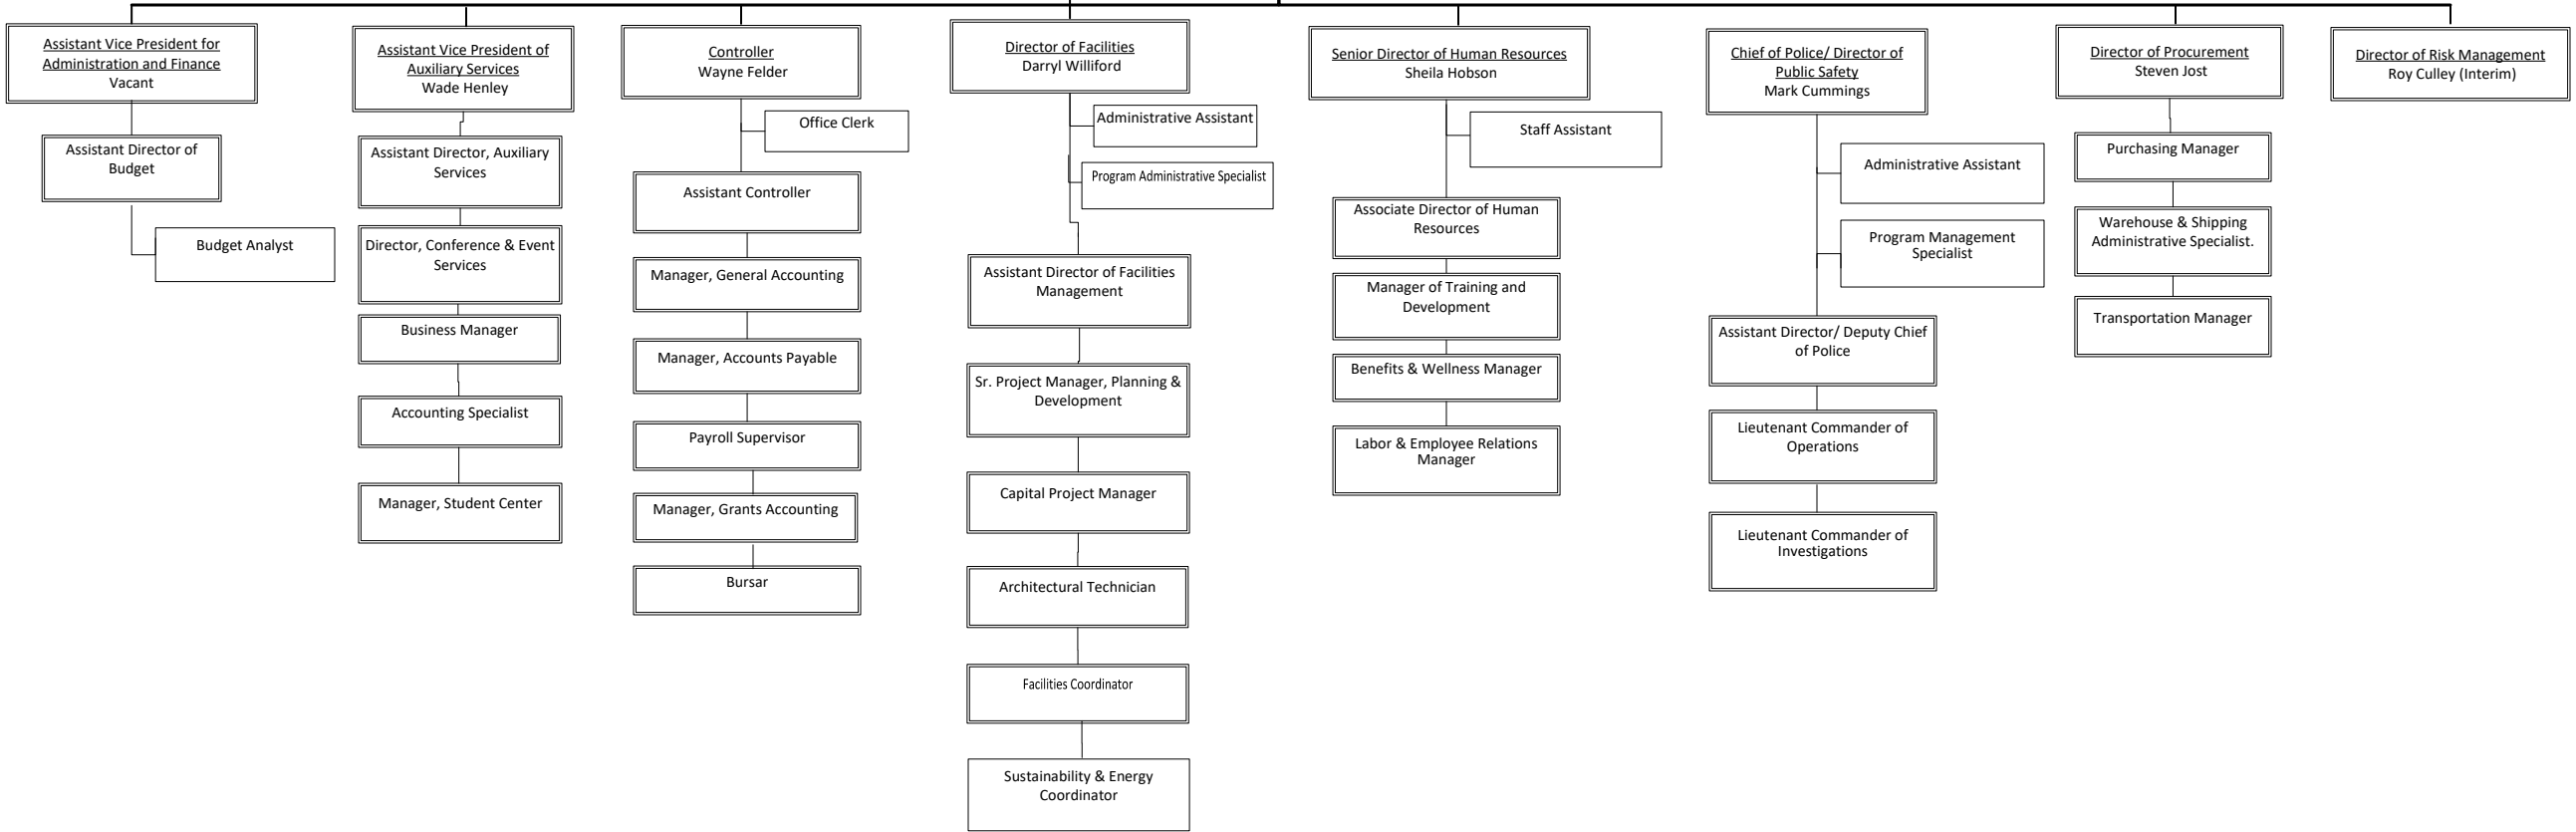 Assistant Vice President for
Administration and Finance
Vacant
Assistant Director of
Budget
Budget Analyst
Assistant Vice President of
Auxiliary Services
Wade Henley
Assistant Director, Auxiliary
Services
Director, Conference & Event
Services
Business Manager
Accounting Specialist
Manager, Student Center
Controller
Wayne Felder
Office Clerk
Assistant Controller
Manager, General Accounting
Manager, Accounts Payable
Payroll Supervisor
Manager, Grants Accounting
Bursar
Director of Facilities
Darryl Williford
Administrative Assistant
Program Administrative Specialist
Assistant Director of Facilities
Management
Sr. Project Manager, Planning &
Development
Capital Project Manager
Architectural Technician
Facilities Coordinator
Sustainability & Energy
Coordinator
Senior Director of Human Resources
Sheila Hobson
Staff Assistant
Associate Director of Human
Resources
Manager of Training and
Development
Benefits & Wellness Manager
Labor & Employee Relations
Manager
Chief of Police/ Director of
Public Safety
Mark Cummings
Administrative Assistant
Program Management
Specialist
Assistant Director/ Deputy Chief
of Police
Lieutenant Commander of
Operations
Lieutenant Commander of
Investigations
Director of Procurement
Steven Jost
Purchasing Manager
Warehouse & Shipping
Administrative Specialist.
Transportation Manager
Director of Risk Management
Roy Culley (Interim)